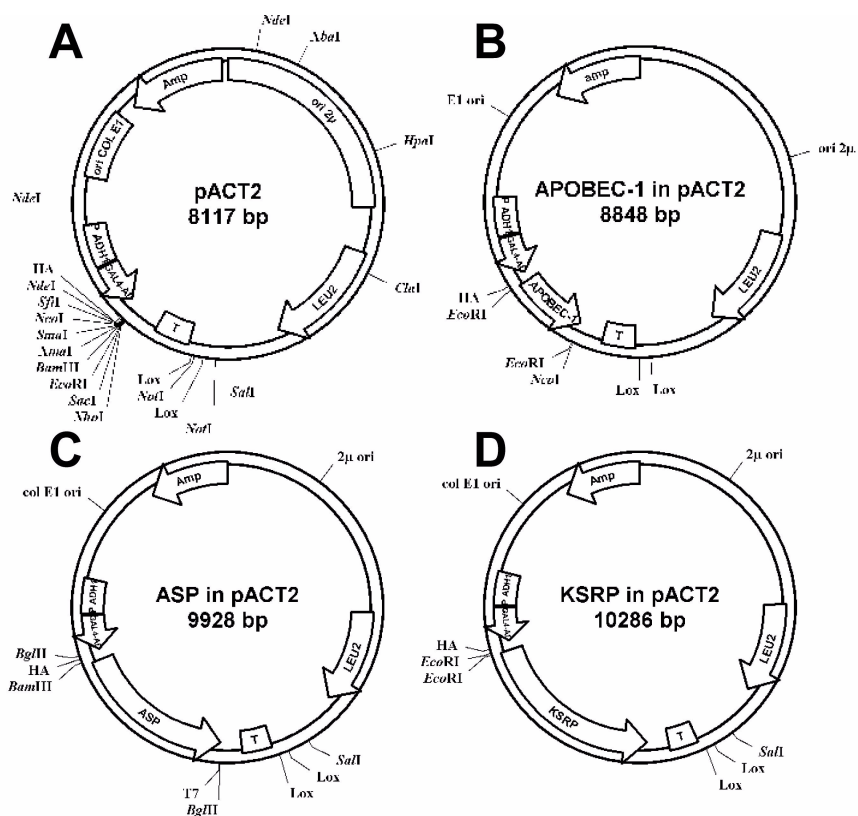 A
NdeI
XbaI
Amp
ori 2µ
ori COL E1
HpaI
pACT2
8117 bp
NdeI
P ADH1
GAL4-AD
HA
NdeI
SfiI
NcoI
SmaI
XmaI
BamHI
EcoRI
SacI
XhoI
ClaI
LEU2
T
Lox
NotI
Lox
SalI
NotI
B
amp
E1 ori
ori 2µ
APOBEC-1 in pACT2
8848 bp
P ADH1
GAL4-AD
HA
EcoRI
APOBEC-1
LEU2
T
EcoRI
NcoI
Lox
Lox
C
Amp
2µ ori
col E1 ori
ASP in pACT2
9928 bp
P ADH1
GAL4-AD
BglII
HA
BamHI
ASP
LEU2
T
SalI
Lox
Lox
T7
BglII
D
Amp
2µ ori
col E1 ori
KSRP in pACT2
10286 bp
P ADH1
GAL4-AD
HA
EcoRI
EcoRI
KSRP
LEU2
T
SalI
Lox
Lox